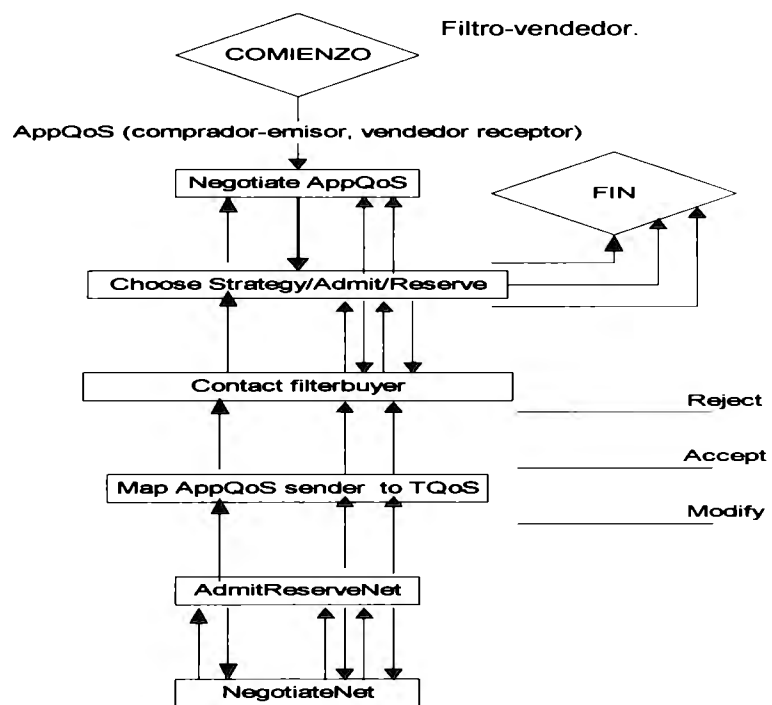 Filtro-vendedor.
COMIENZO
AppQoS (comprador-emisor, vendedor receptor)
Negotiate AppQoS
FIN
Choose Strategy/Admit/Reserve
Contact filterbuyer
Reject
Accept
Map AppQoS sender to TQoS
Modify
AdmitReserveNet
NegotiateNet